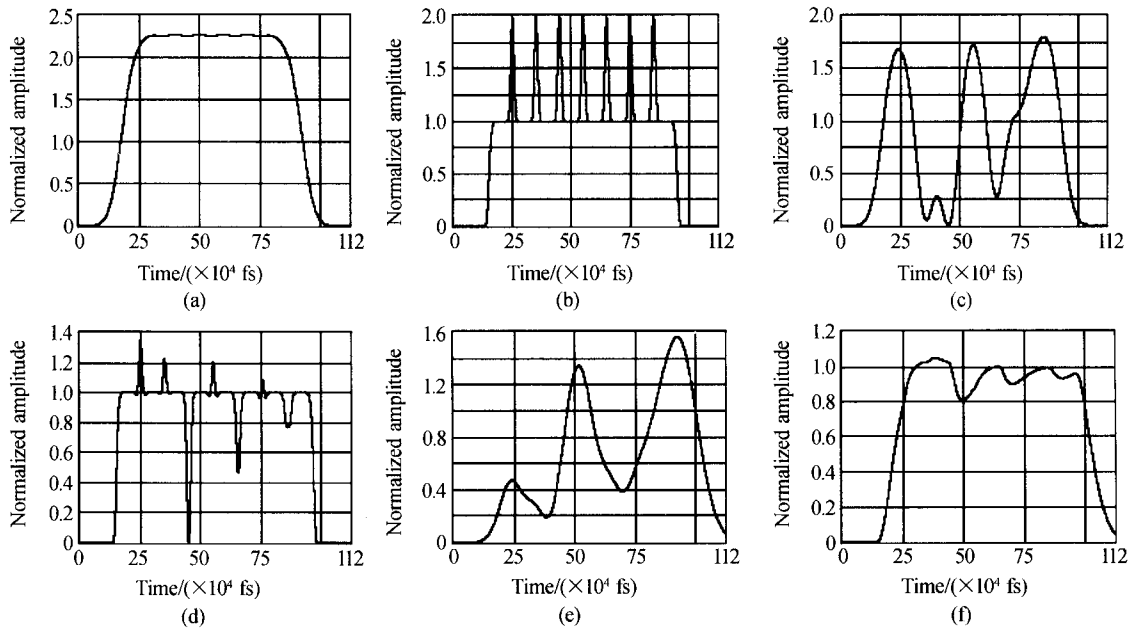 Normalized amplitude
2.5
2.0
1.5
1.0
0.5
0
0 25 50 75 112
Time/(×10⁴ fs)
(a)
Normalized amplitude
2.0
1.5
1.0
0.5
0
0 25 50 75 112
Time/(×10⁴ fs)
(b)
Normalized amplitude
2.0
1.5
1.0
0.5
0
0 25 50 75 112
Time/(×10⁴ fs)
(c)
Normalized amplitude
1.4
1.2
1.0
0.8
0.6
0.4
0.2
0
0 25 50 75 112
Time/(×10⁴ fs)
(d)
Normalized amplitude
1.6
1.2
0.8
0.4
0
0 25 50 75 112
Time/(×10⁴ fs)
(e)
Normalized amplitude
1.2
1.0
0.8
0.6
0.4
0.2
0
0 25 50 75 112
Time/(×10⁴ fs)
(f)